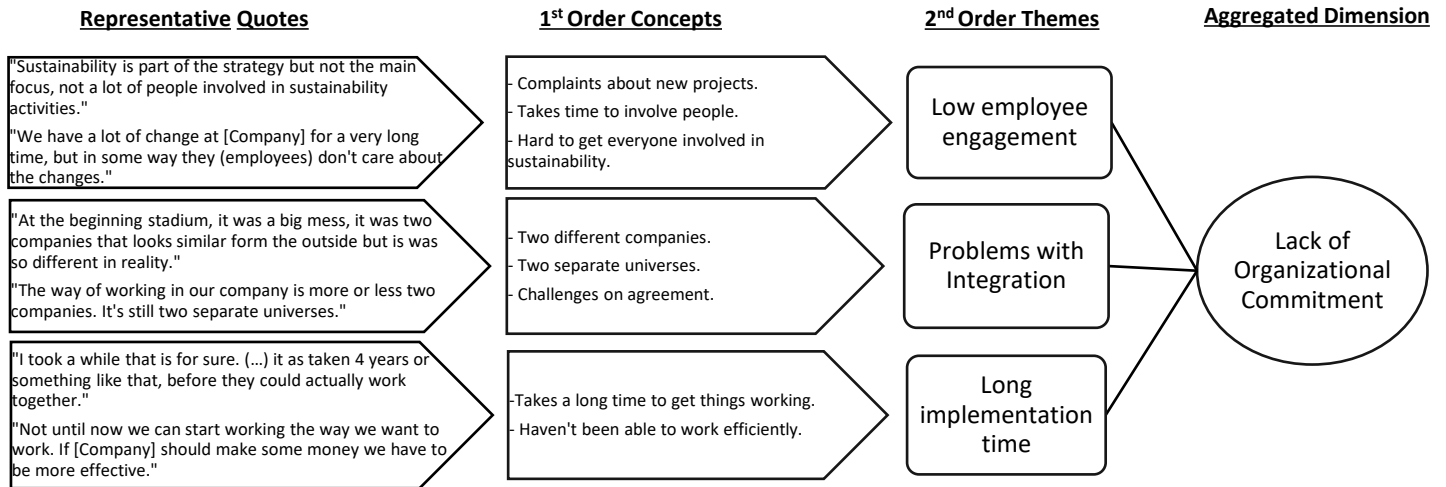 Representative Quotes
1st Order Concepts
2nd Order Themes
Aggregated Dimension
"Sustainability is part of the strategy but not the main
focus, not a lot of people involved in sustainability
activities."
"We have a lot of change at [Company] for a very long
time, but in some way they (employees) don't care about
the changes."
- Complaints about new projects.
- Takes time to involve people.
- Hard to get everyone involved in
sustainability.
Low employee
engagement
"At the beginning stadium, it was a big mess, it was two
companies that looks similar form the outside but is was
so different in reality."
"The way of working in our company is more or less two
companies. It's still two separate universes."
- Two different companies.
- Two separate universes.
- Challenges on agreement.
Problems with
Integration
"I took a while that is for sure. (...) it as taken 4 years or
something like that, before they could actually work
together."
"Not until now we can start working the way we want to
work. If [Company] should make some money we have to
be more effective."
-Takes a long time to get things working.
- Haven't been able to work efficiently.
Long
implementation
time
Lack of
Organizational
Commitment